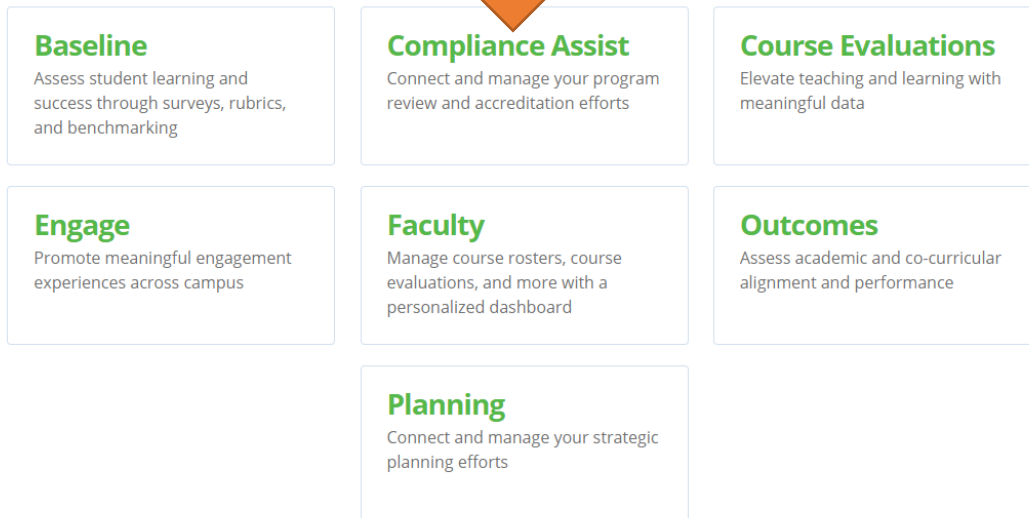 Baseline
Assess student learning and
success through surveys, rubrics,
and benchmarking
Compliance Assist
Connect and manage your program
review and accreditation efforts
Course Evaluations
Elevate teaching and learning with
meaningful data
Engage
Promote meaningful engagement
experiences across campus
Faculty
Manage course rosters, course
evaluations, and more with a
personalized dashboard
Outcomes
Assess academic and co-curricular
alignment and performance
Planning
Connect and manage your strategic
planning efforts